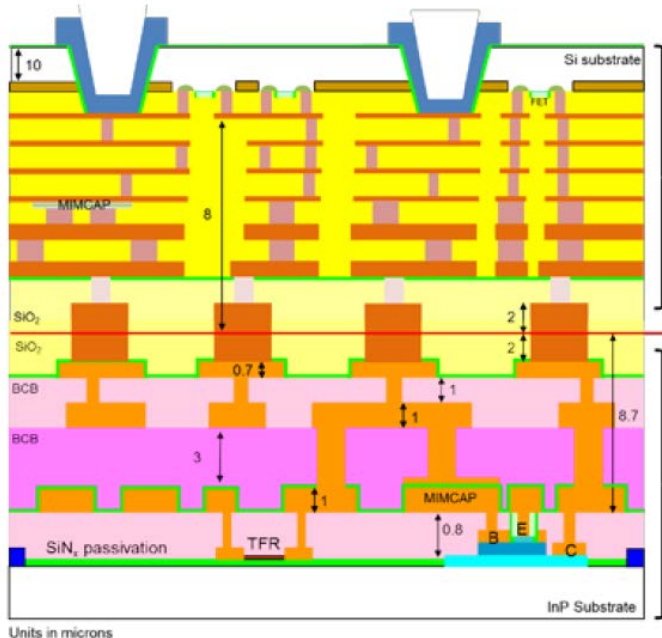 10
Si substrate
FET
MIMCAP
8
SiO₂
2
SiO₂
2
0.7
BCB
1
1
8.7
BCB
3
1
MIMCAP
0.8
B
E
C
TFR
SiNₓ passivation
InP Substrate
Units in microns